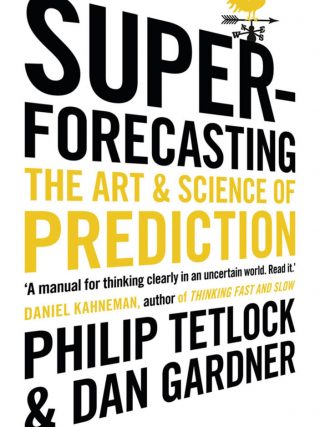 SUPER-
FORECASTING
THE ART & SCIENCE OF
PREDICTION
‘A manual for thinking clearly in an uncertain world. Read it.’
DANIEL KAHNEMAN, author of THINKING FAST AND SLOW
PHILIP TETLOCK
& DAN GARDNER